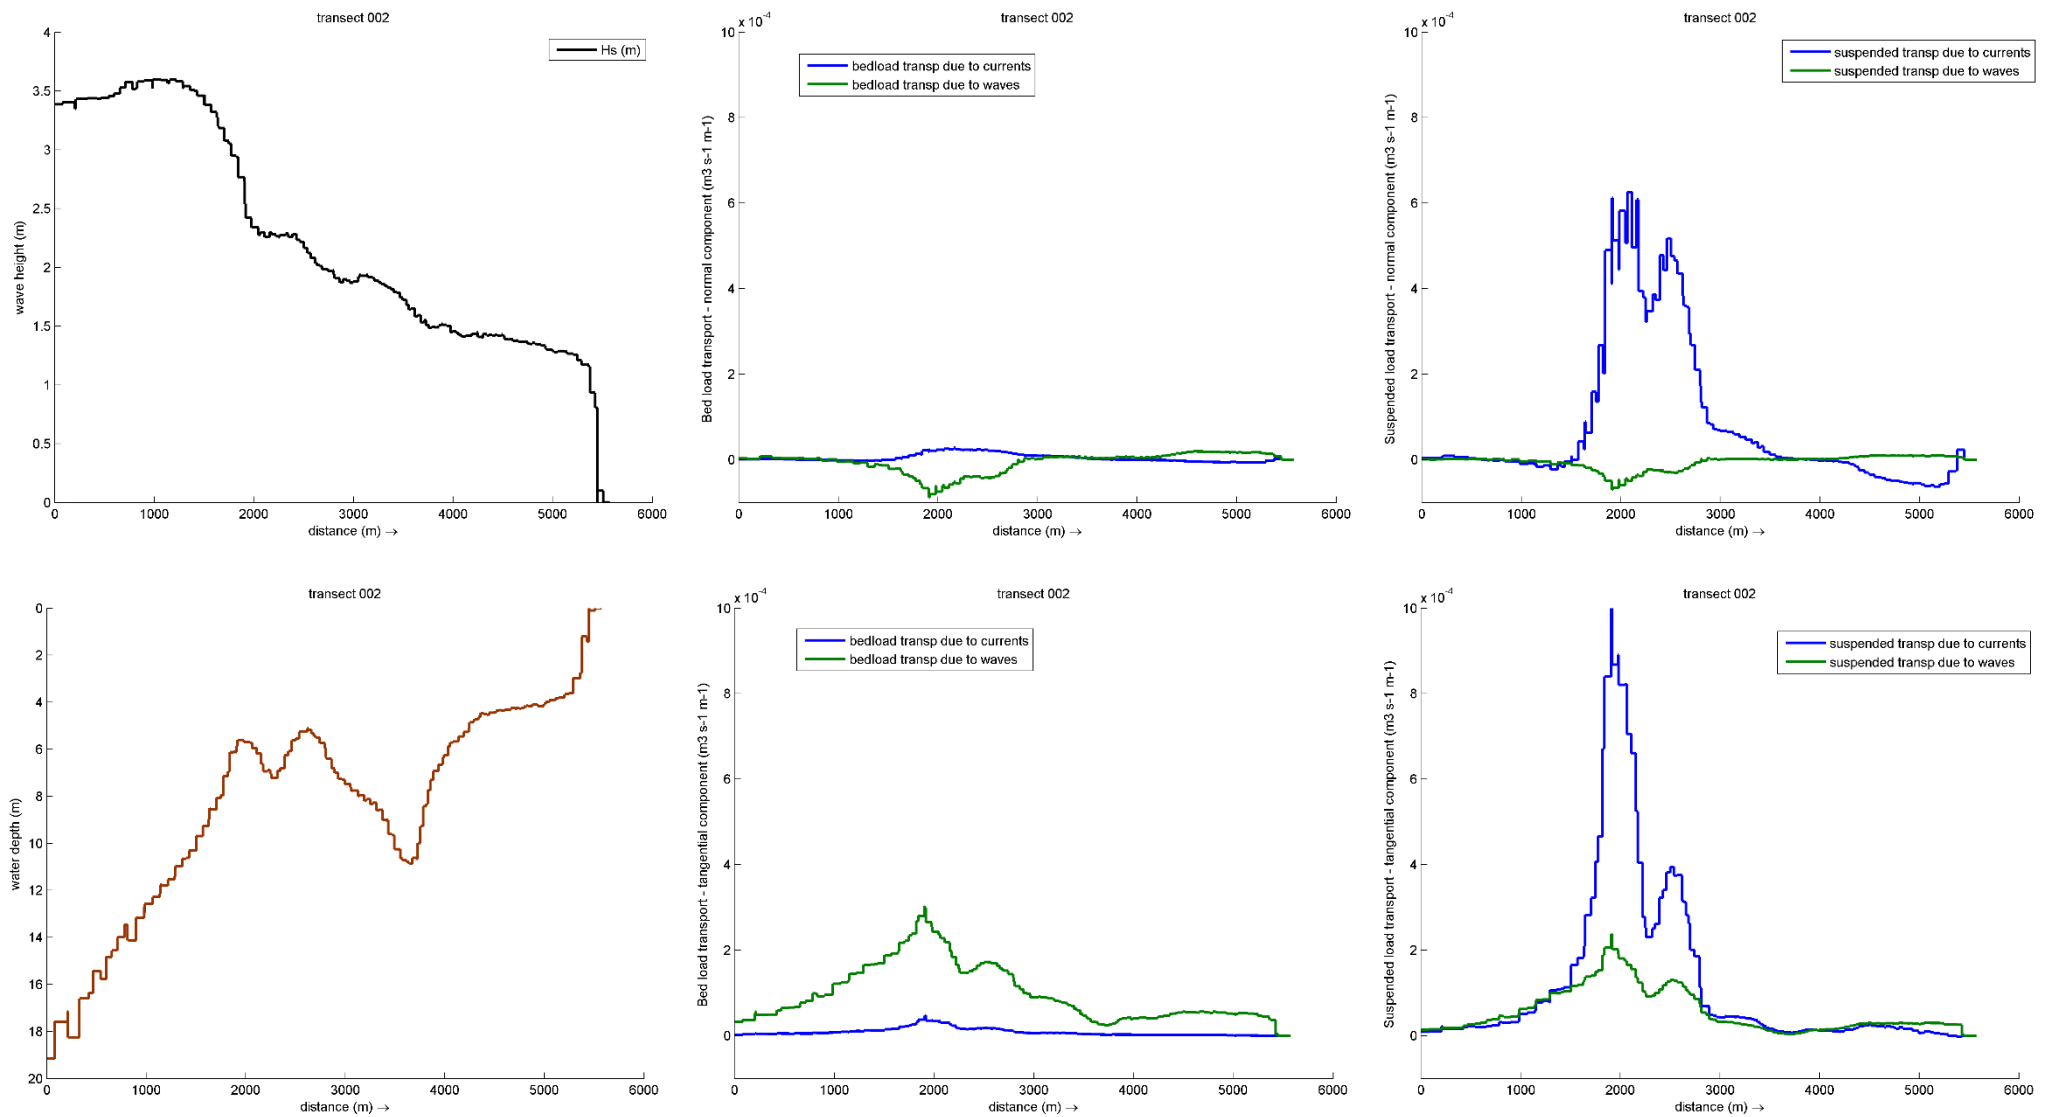 transect 002
Hs (m)
4
3.5
3
2.5
2
1.5
1
0.5
0
wave height (m)
0 1000 2000 3000 4000 5000 6000
distance (m) →
transect 002
10 x 10^-4
bedload transp due to currents
bedload transp due to waves
8
6
4
2
0
Bed load transport - normal component (m3 s-1 m-1)
0 1000 2000 3000 4000 5000 6000
distance (m) →
transect 002
10 x 10^-4
suspended transp due to currents
suspended transp due to waves
8
6
4
2
0
Suspended load transport - normal component (m3 s-1 m-1)
0 1000 2000 3000 4000 5000 6000
distance (m) →
transect 002
0
2
4
6
8
10
12
14
16
18
20
water depth (m)
0 1000 2000 3000 4000 5000 6000
distance (m) →
transect 002
10 x 10^-4
bedload transp due to currents
bedload transp due to waves
8
6
4
2
0
Bed load transport - tangential component (m3 s-1 m-1)
0 1000 2000 3000 4000 5000 6000
distance (m) →
transect 002
10 x 10^-4
suspended transp due to currents
suspended transp due to waves
8
6
4
2
0
Suspended load transport - tangential component (m3 s-1 m-1)
0 1000 2000 3000 4000 5000 6000
distance (m) →